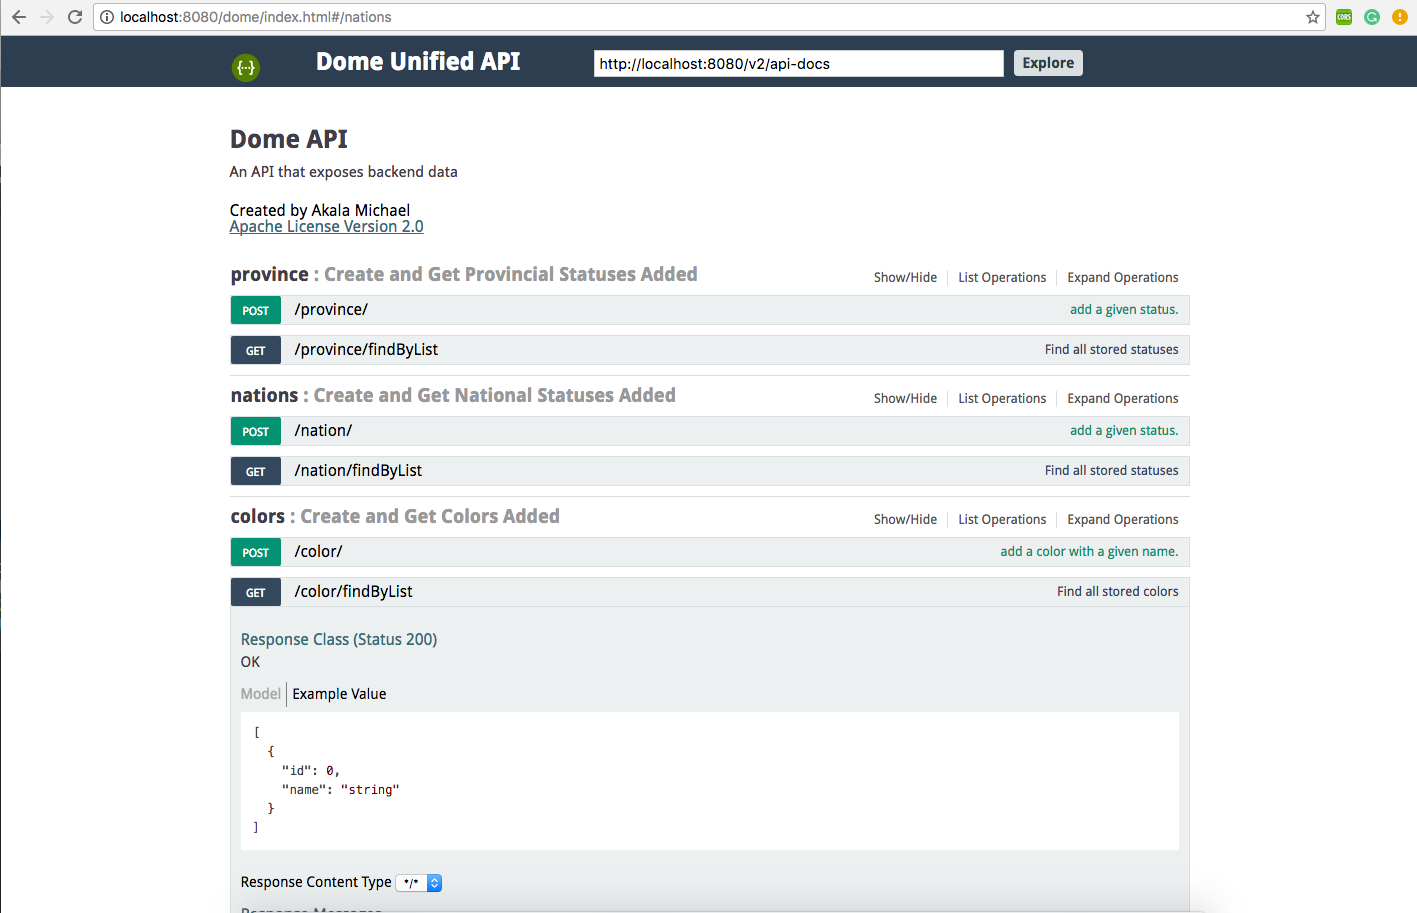 localhost:8080/dome/index.html#/nations
CORS
{···}
Dome Unified API
http://localhost:8080/v2/api-docs
Explore
Dome API
An API that exposes backend data
Created by Akala Michael
Apache License Version 2.0
province : Create and Get Provincial Statuses Added
Show/Hide List Operations Expand Operations
POST /province/ add a given status.
GET /province/findByList Find all stored statuses
nations : Create and Get National Statuses Added
Show/Hide List Operations Expand Operations
POST /nation/ add a given status.
GET /nation/findByList Find all stored statuses
colors : Create and Get Colors Added
Show/Hide List Operations Expand Operations
POST /color/ add a color with a given name.
GET /color/findByList Find all stored colors
Response Class (Status 200)
OK
Model Example Value
[
{
"id": 0,
"name": "string"
}
]
Response Content Type */*
Response Messages